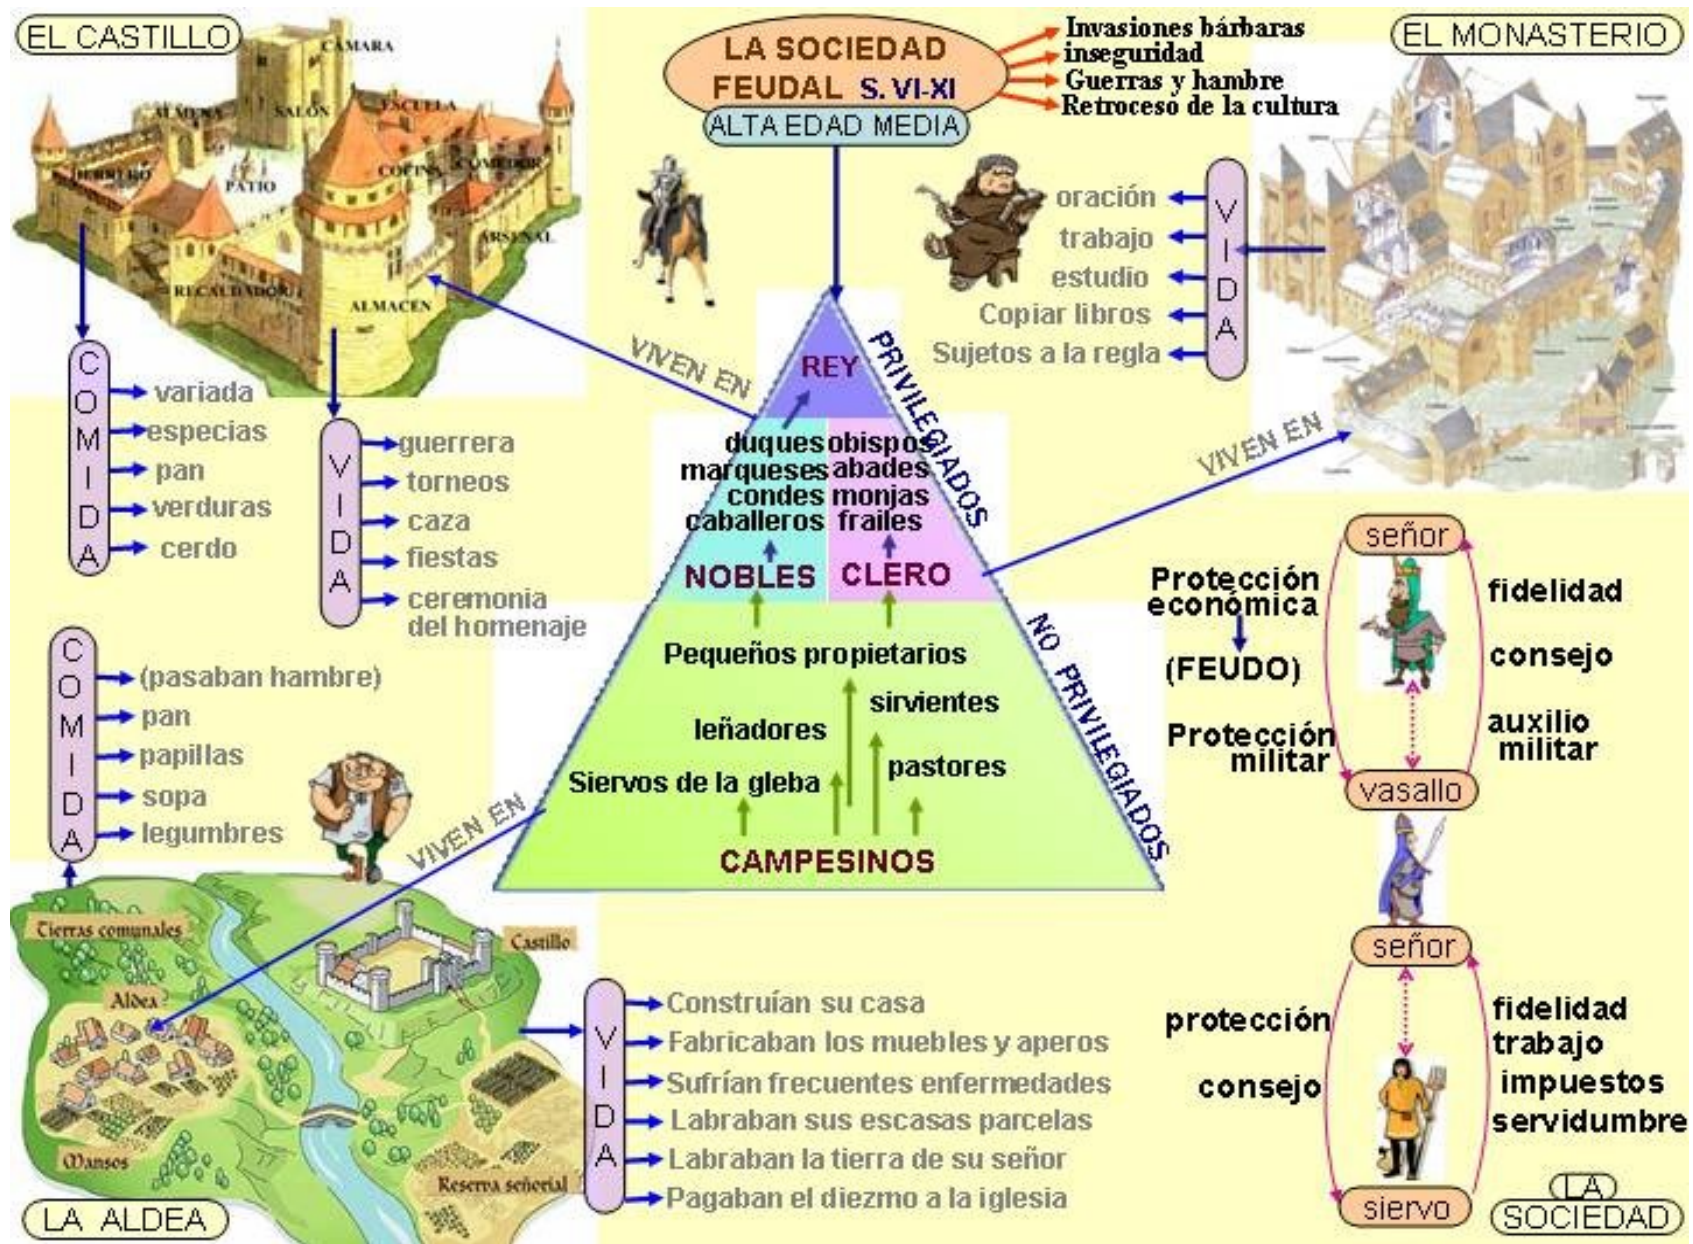 EL CASTILLO
CÁMARA
ALMENA
SALÓN
ESCUELA
HERRERO
PATIO
COCINA
COMEDOR
ARSENAL
RECAUDADOR
ALMACÉN
LA SOCIEDAD
FEUDAL S. VI-XI
ALTA EDAD MEDIA
Invasiones bárbaras
inseguridad
Guerras y hambre
Retroceso de la cultura
EL MONASTERIO
VIDA
oración
trabajo
estudio
Copiar libros
Sujetos a la regla
COMIDA
variada
especias
pan
verduras
cerdo
VIDA
guerrera
torneos
caza
fiestas
ceremonia
del homenaje
VIVEN EN
REY
PRIVILEGIADOS
duques
marqueses
condes
caballeros
NOBLES
obispos
abades
monjas
frailes
CLERO
VIVEN EN
NO PRIVILEGIADOS
Pequeños propietarios
sirvientes
leñadores
pastores
Siervos de la gleba
CAMPESINOS
VIVEN EN
COMIDA
(pasaban hambre)
pan
papillas
sopa
legumbres
Tierras comunales
Castillo
Aldea
Mansos
Reserva señorial
LA ALDEA
VIDA
Construían su casa
Fabricaban los muebles y aperos
Sufrían frecuentes enfermedades
Labraban sus escasas parcelas
Labraban la tierra de su señor
Pagaban el diezmo a la iglesia
señor
Protección
económica
(FEUDO)
Protección
militar
fidelidad
consejo
auxilio
militar
vasallo
señor
protección
consejo
fidelidad
trabajo
impuestos
servidumbre
siervo
LA
SOCIEDAD